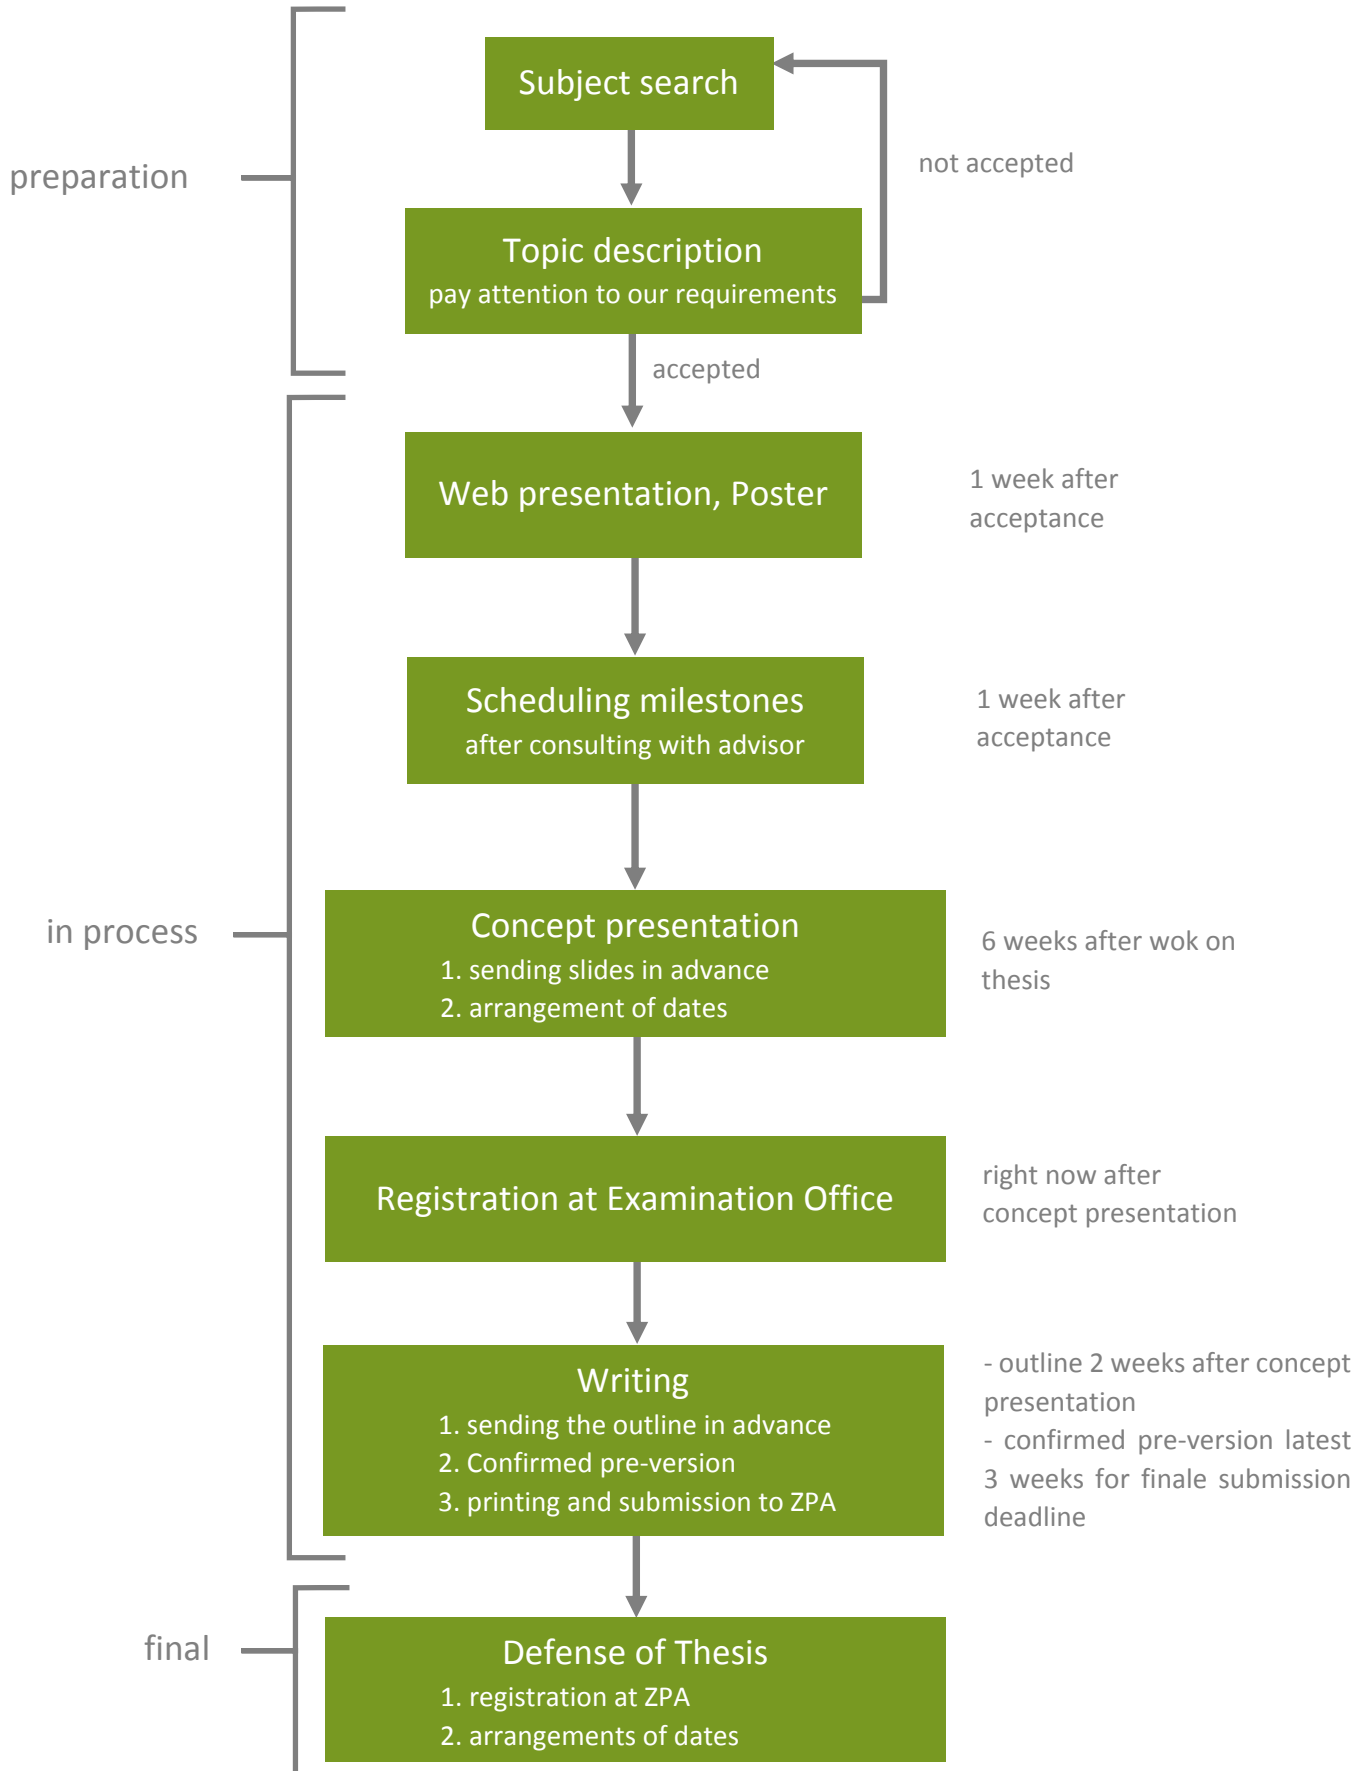 Subject search
not accepted
preparation
Topic description
pay attention to our requirements
accepted
Web presentation, Poster
1 week after
acceptance
Scheduling milestones
after consulting with advisor
1 week after
acceptance
in process
Concept presentation
1. sending slides in advance
2. arrangement of dates
6 weeks after wok on
thesis
Registration at Examination Office
right now after
concept presentation
Writing
1. sending the outline in advance
2. Confirmed pre-version
3. printing and submission to ZPA
- outline 2 weeks after concept
presentation
- confirmed pre-version latest
3 weeks for finale submission
deadline
final
Defense of Thesis
1. registration at ZPA
2. arrangements of dates